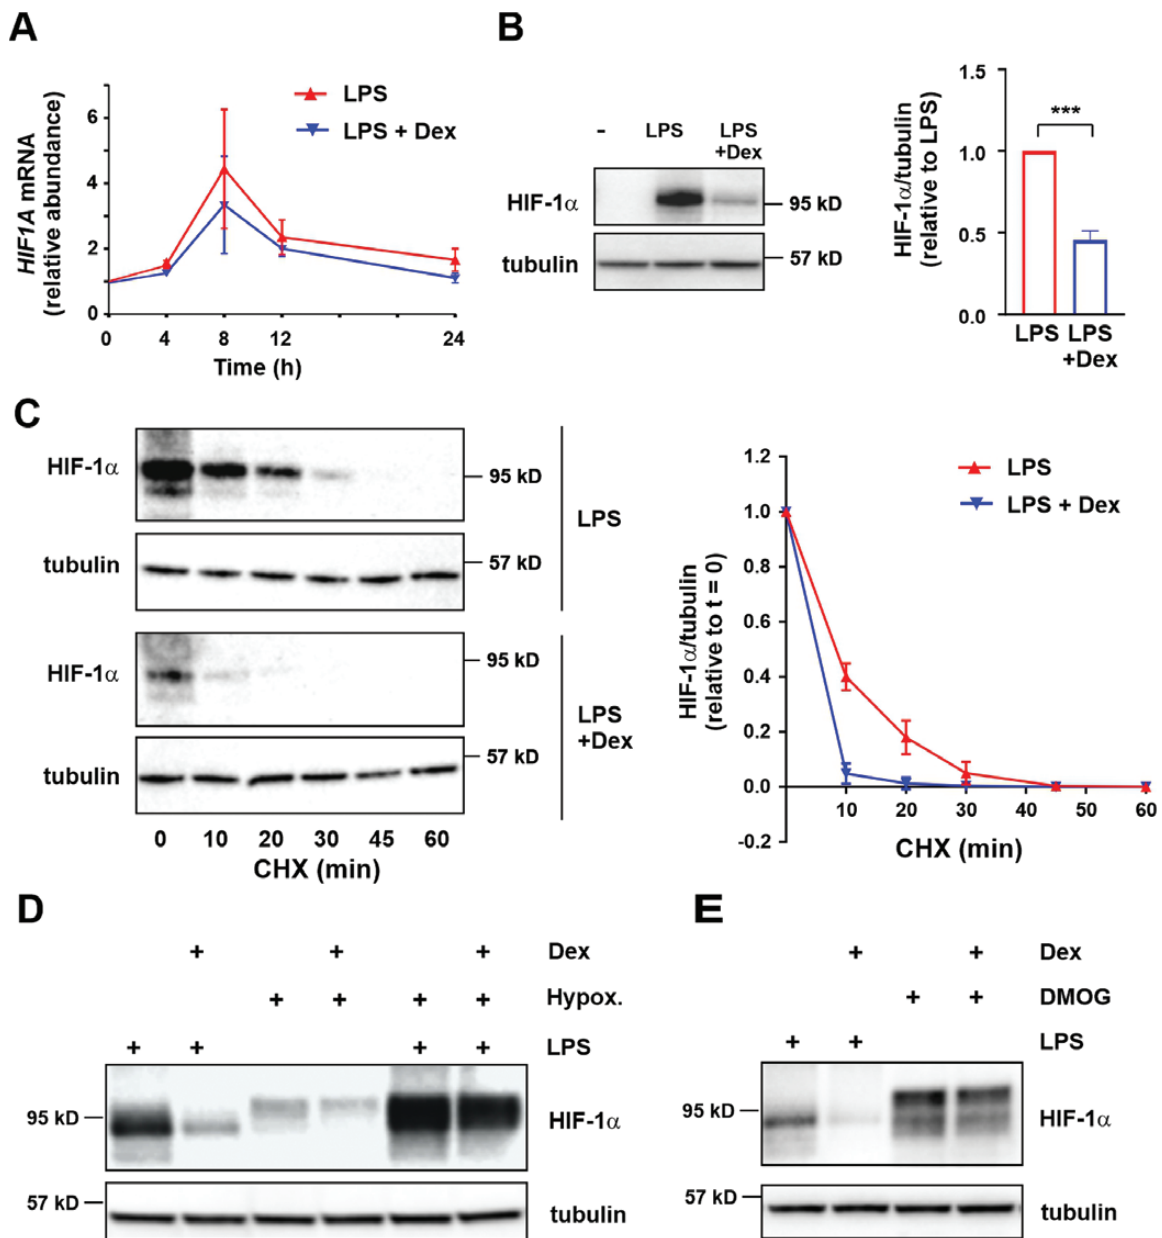 A
HIF1A mRNA
(relative abundance)
6
4
2
0
LPS
LPS + Dex
0 4 8 12 24
Time (h)
B
- LPS LPS
+Dex
HIF-1α
95 kD
tubulin
57 kD
HIF-1α/tubulin
(relative to LPS)
1.5
1.0
0.5
0.0
***
LPS LPS
+Dex
C
HIF-1α
95 kD
tubulin
57 kD
LPS
HIF-1α
95 kD
tubulin
57 kD
LPS
+Dex
0 10 20 30 45 60
CHX (min)
HIF-1α/tubulin
(relative to t = 0)
1.2
1.0
0.8
0.6
0.4
0.2
0.0
-0.2
LPS
LPS + Dex
10 20 30 40 50 60
CHX (min)
D
+ + + Dex
+ + + + Hypox.
+ + + + LPS
95 kD
HIF-1α
57 kD
tubulin
E
+ + Dex
+ + DMOG
+ + LPS
95 kD
HIF-1α
57 kD
tubulin